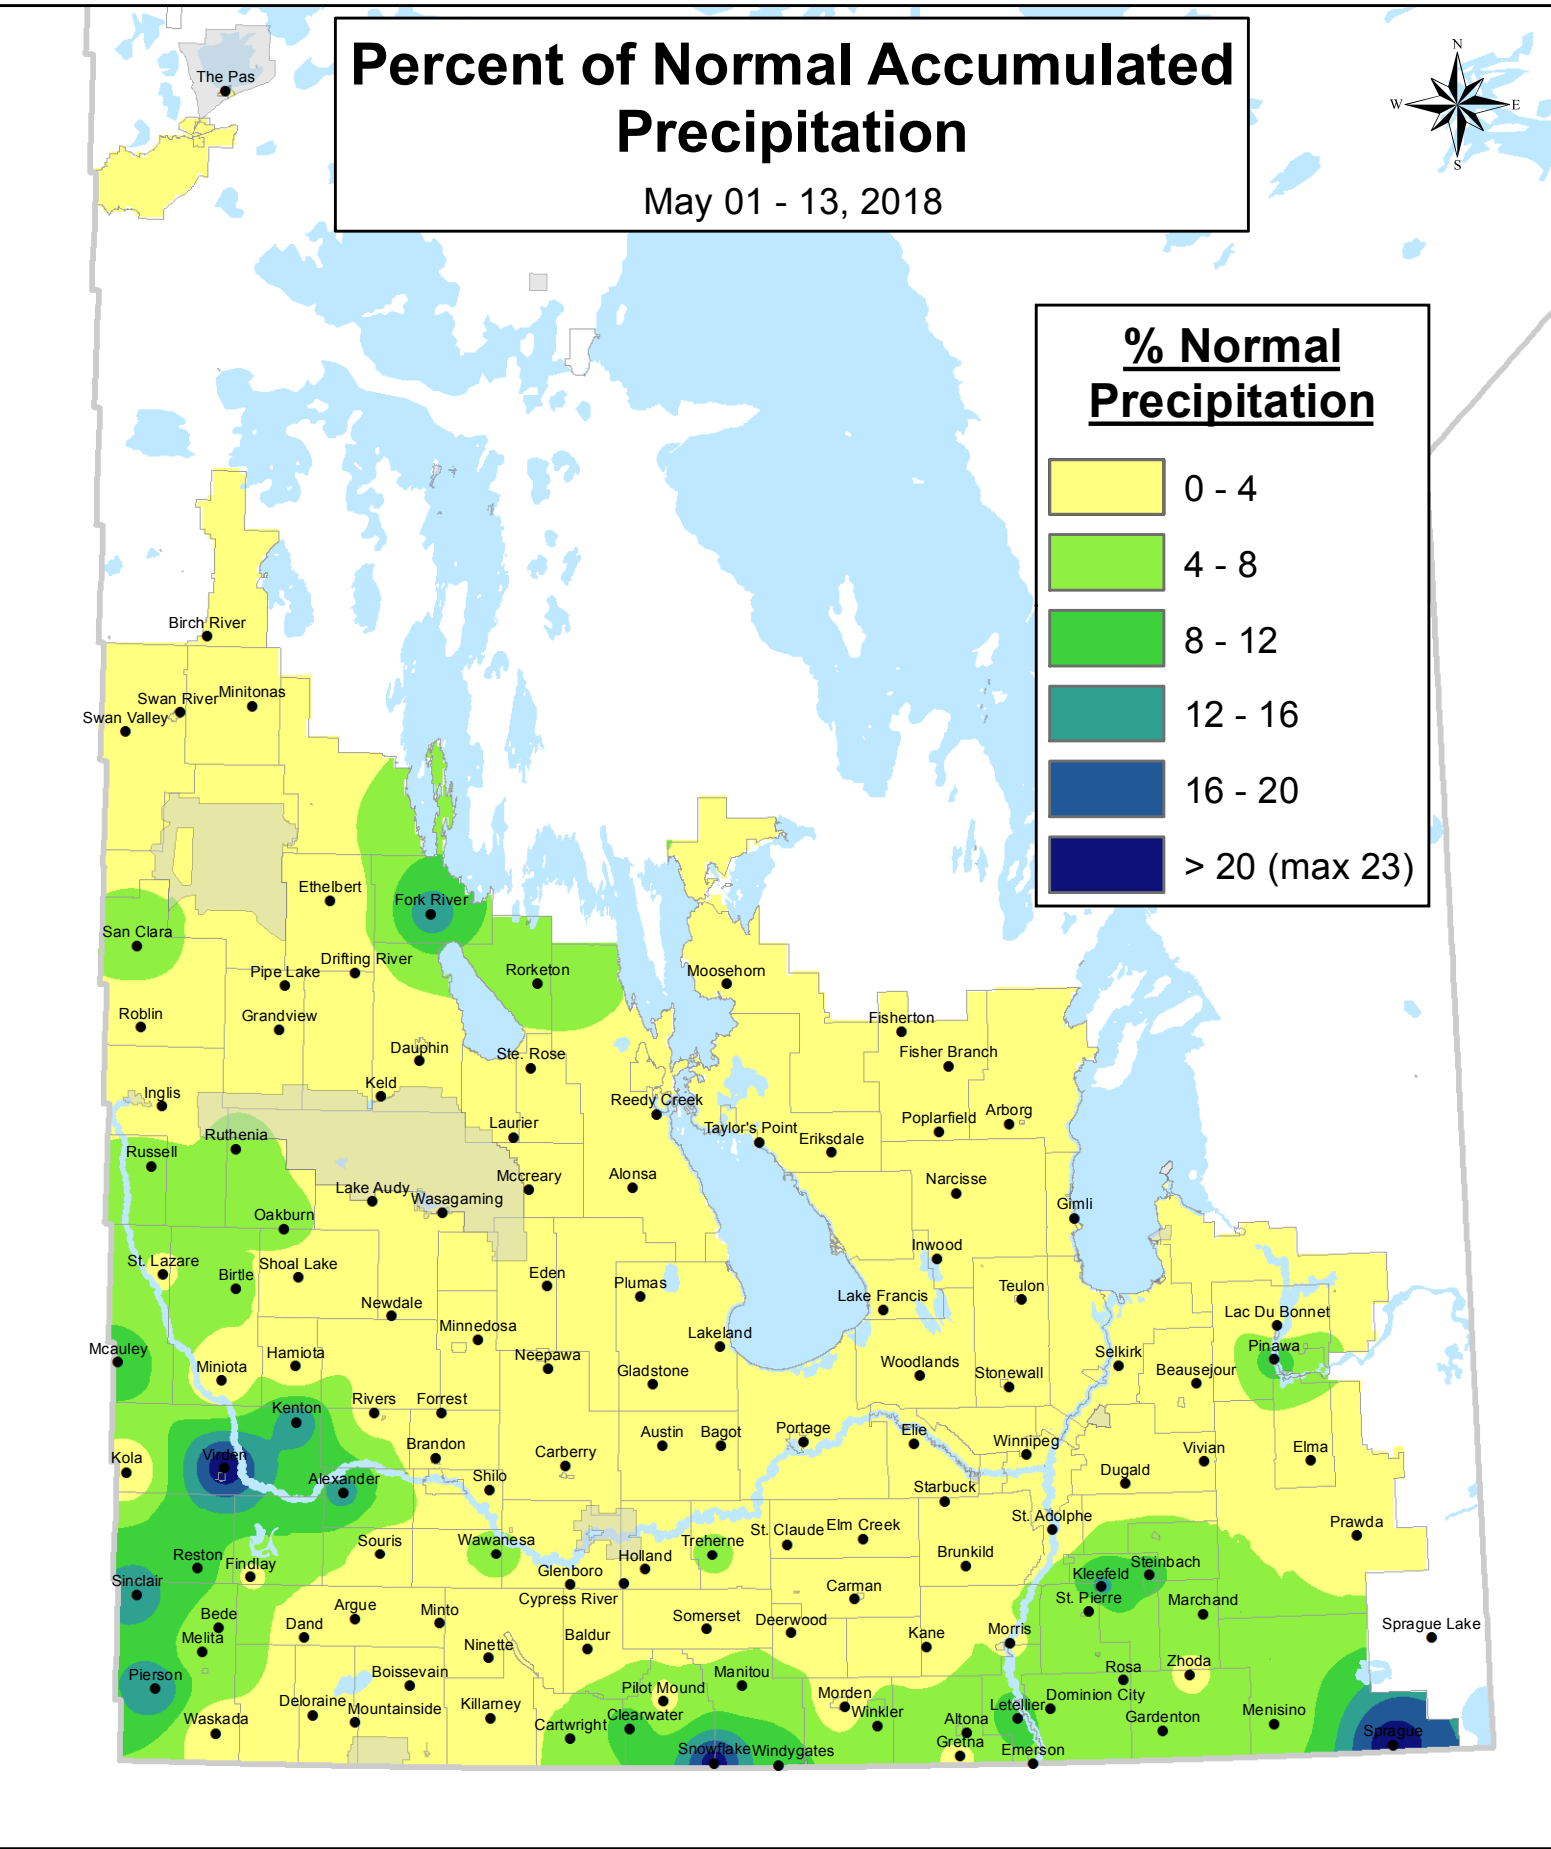 Percent of Normal Accumulated
Precipitation
May 01 - 13, 2018
N
W
E
S
% Normal
Precipitation
0 - 4
4 - 8
8 - 12
12 - 16
16 - 20
> 20 (max 23)
The Pas
Birch River
Swan River
Minitonas
Swan Valley
Ethelbert
Fork River
San Clara
Drifting River
Pipe Lake
Rorketon
Moosehorn
Roblin
Grandview
Fisherton
Dauphin
Ste. Rose
Fisher Branch
Keld
Inglis
Reedy Creek
Laurier
Taylor's Point
Poplarfield
Arborg
Ruthenia
Eriksdale
Russell
Mccreary
Alonsa
Narcisse
Lake Audy
Wasagaming
Gimli
Oakburn
Inwood
St. Lazare
Shoal Lake
Birtle
Eden
Plumas
Teulon
Newdale
Lake Francis
Lac Du Bonnet
Minnedosa
Lakeland
Mcauley
Hamiota
Neepawa
Selkirk
Pinawa
Miniota
Gladstone
Woodlands
Stonewall
Beausejour
Kenton
Rivers
Forrest
Austin
Bagot
Portage
Elie
Winnipeg
Kola
Virden
Brandon
Carberry
Vivian
Elma
Alexander
Shilo
Dugald
Starbuck
St. Adolphe
Prawda
St. Claude
Elm Creek
Souris
Wawanesa
Treherne
Reston
Findlay
Holland
Brunkild
Steinbach
Sinclair
Glenboro
Kleefeld
Cypress River
Carman
St. Pierre
Marchand
Bede
Argue
Minto
Somerset
Deerwood
Dand
Sprague Lake
Melita
Baldur
Kane
Morris
Ninette
Pierson
Boissevain
Manitou
Rosa
Zhoda
Pilot Mound
Morden
Deloraine
Mountainside
Killarney
Letellier
Dominion City
Waskada
Cartwright
Clearwater
Winkler
Altona
Gardenton
Menisino
Gretna
Snowflake
Windygates
Emerson
Sprague